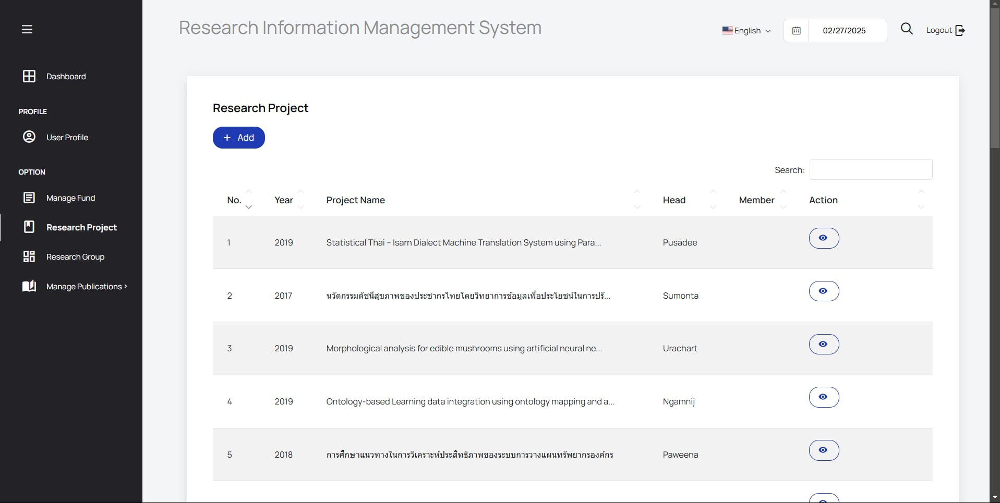 Research Information Management System
English
02/27/2025
Logout
Dashboard
PROFILE
User Profile
OPTION
Manage Fund
Research Project
Research Group
Manage Publications
Research Project
+ Add
Search:
No. Year Project Name Head Member Action
1 2019 Statistical Thai – Isarn Dialect Machine Translation System using Para... Pusadee
2 2017 นวัตกรรมดัชนีสุขภาพของประชากรไทยโดยวิทยาการข้อมูลเพื่อประโยชน์ในการปรั... Sumonta
3 2019 Morphological analysis for edible mushrooms using artificial neural ne... Urachart
4 2019 Ontology-based Learning data integration using ontology mapping and a... Ngamnij
5 2018 การศึกษาแนวทางในการวิเคราะห์ประสิทธิภาพของระบบการวางแผนทรัพยากรองค์กร Paweena